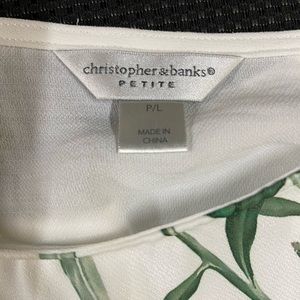 christopher & banks®
PETITE
P/L
MADE IN
CHINA